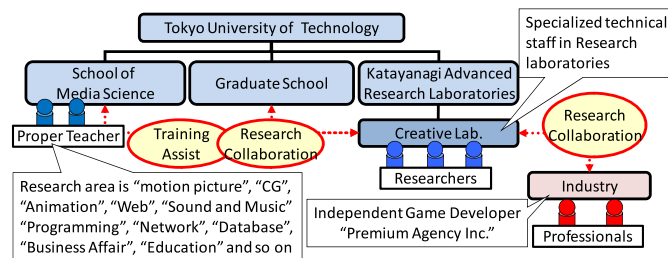 Tokyo University of Technology
Specialized technical
staff in Research
laboratories
School of
Media Science
Graduate School
Katayanagi Advanced
Research Laboratories
Proper Teacher
Training
Assist
Research
Collaboration
Creative Lab.
Research
Collaboration
Researchers
Research area is “motion picture”, “CG”,
“Animation”, “Web”, “Sound and Music”
“Programming”, “Network”, “Database”,
“Business Affair”, “Education” and so on
Industry
Independent Game Developer
“Premium Agency Inc.”
Professionals